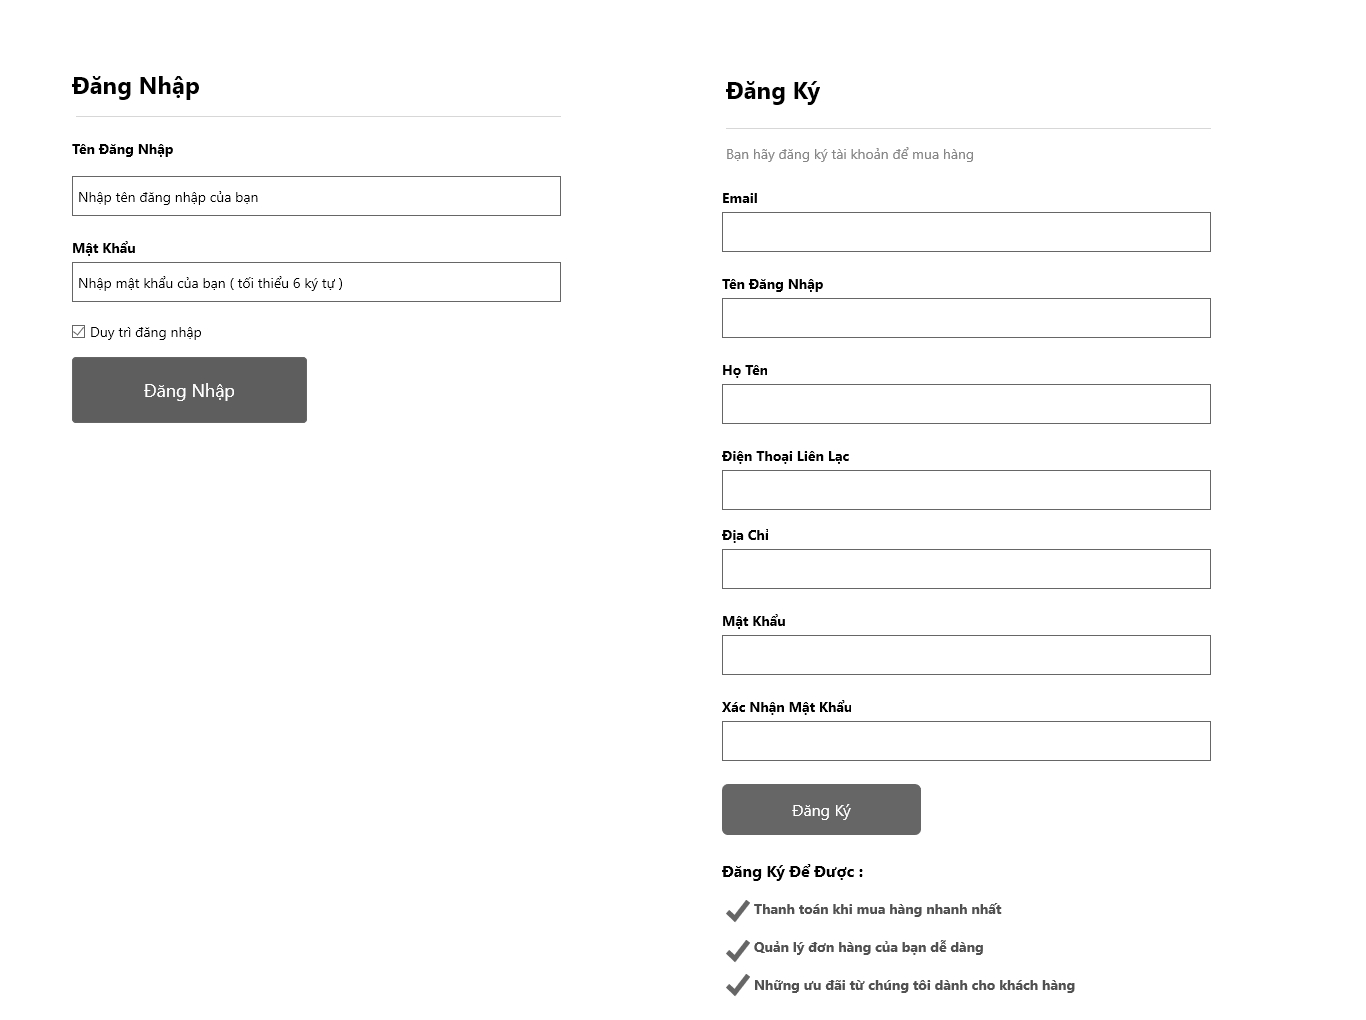 Đăng Nhập
Tên Đăng Nhập
Nhập tên đăng nhập của bạn
Mật Khẩu
Nhập mật khẩu của bạn ( tối thiểu 6 ký tự )
Duy trì đăng nhập
Đăng Nhập
Đăng Ký
Bạn hãy đăng ký tài khoản để mua hàng
Email
Tên Đăng Nhập
Họ Tên
Điện Thoại Liên Lạc
Địa Chỉ
Mật Khẩu
Xác Nhận Mật Khẩu
Đăng Ký
Đăng Ký Để Được :
Thanh toán khi mua hàng nhanh nhất
Quản lý đơn hàng của bạn dễ dàng
Những ưu đãi từ chúng tôi dành cho khách hàng